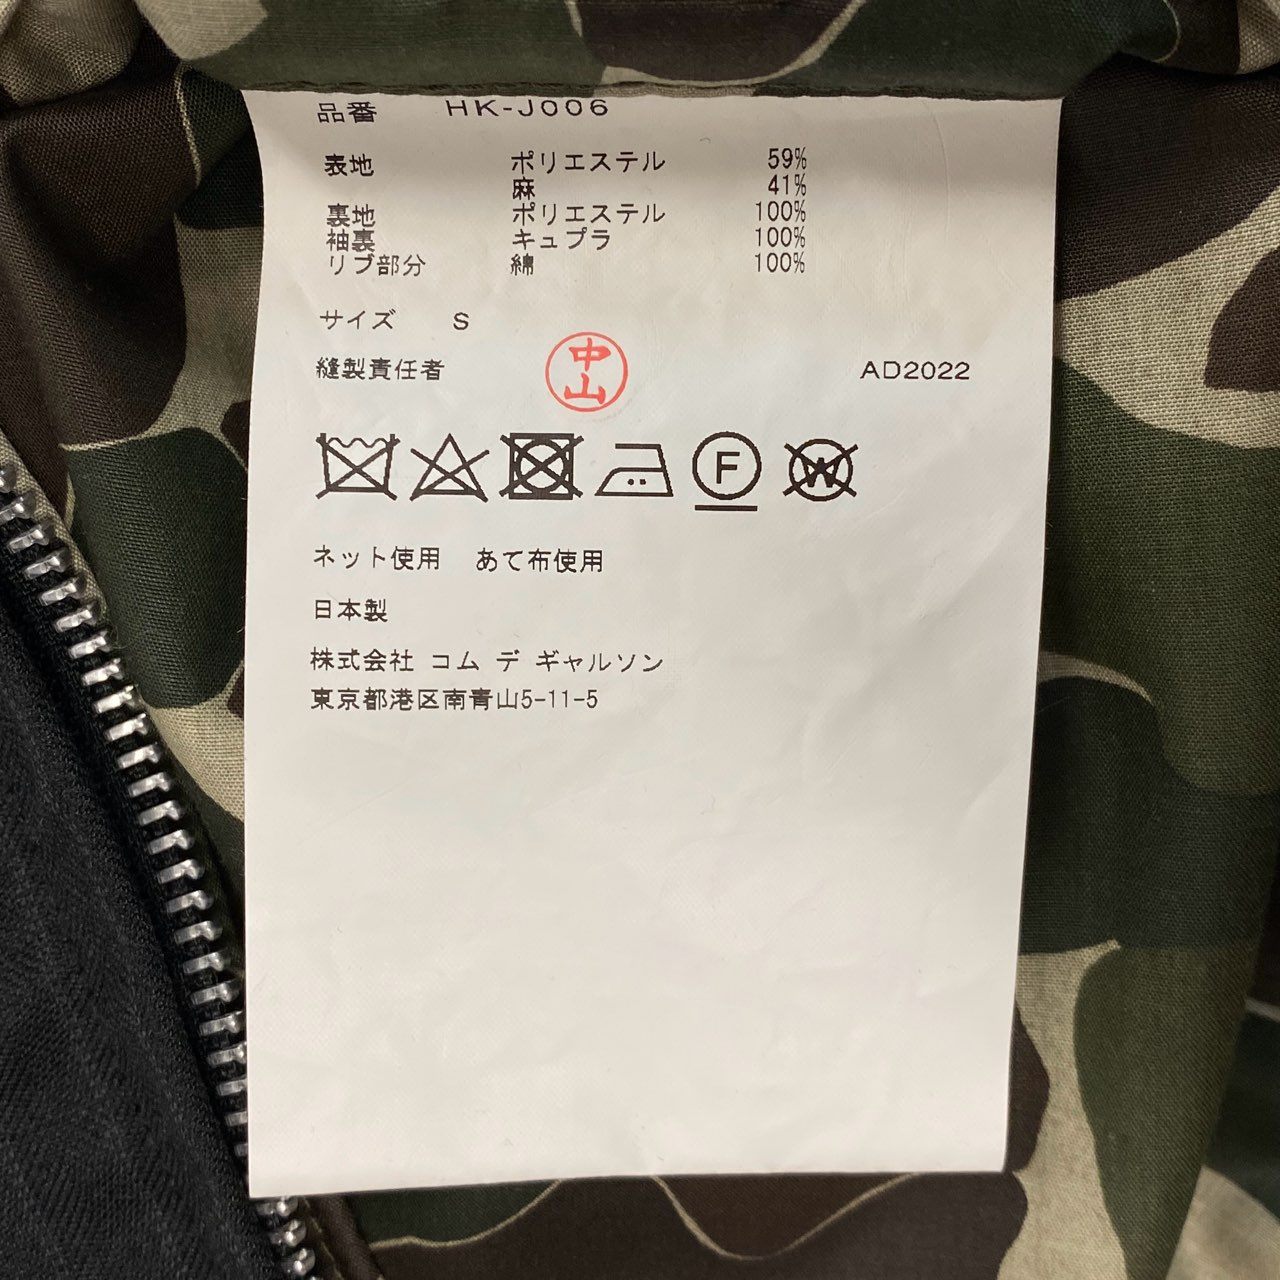 品番 HK-J006
表地 ポリエステル 59%
麻 41%
裏地 ポリエステル 100%
袖裏 キュプラ 100%
リブ部分 綿 100%
サイズ S
縫製責任者 中山 AD2022
F W
ネット使用 あて布使用
日本製
株式会社 コム デ ギャルソン
東京都港区南青山5-11-5